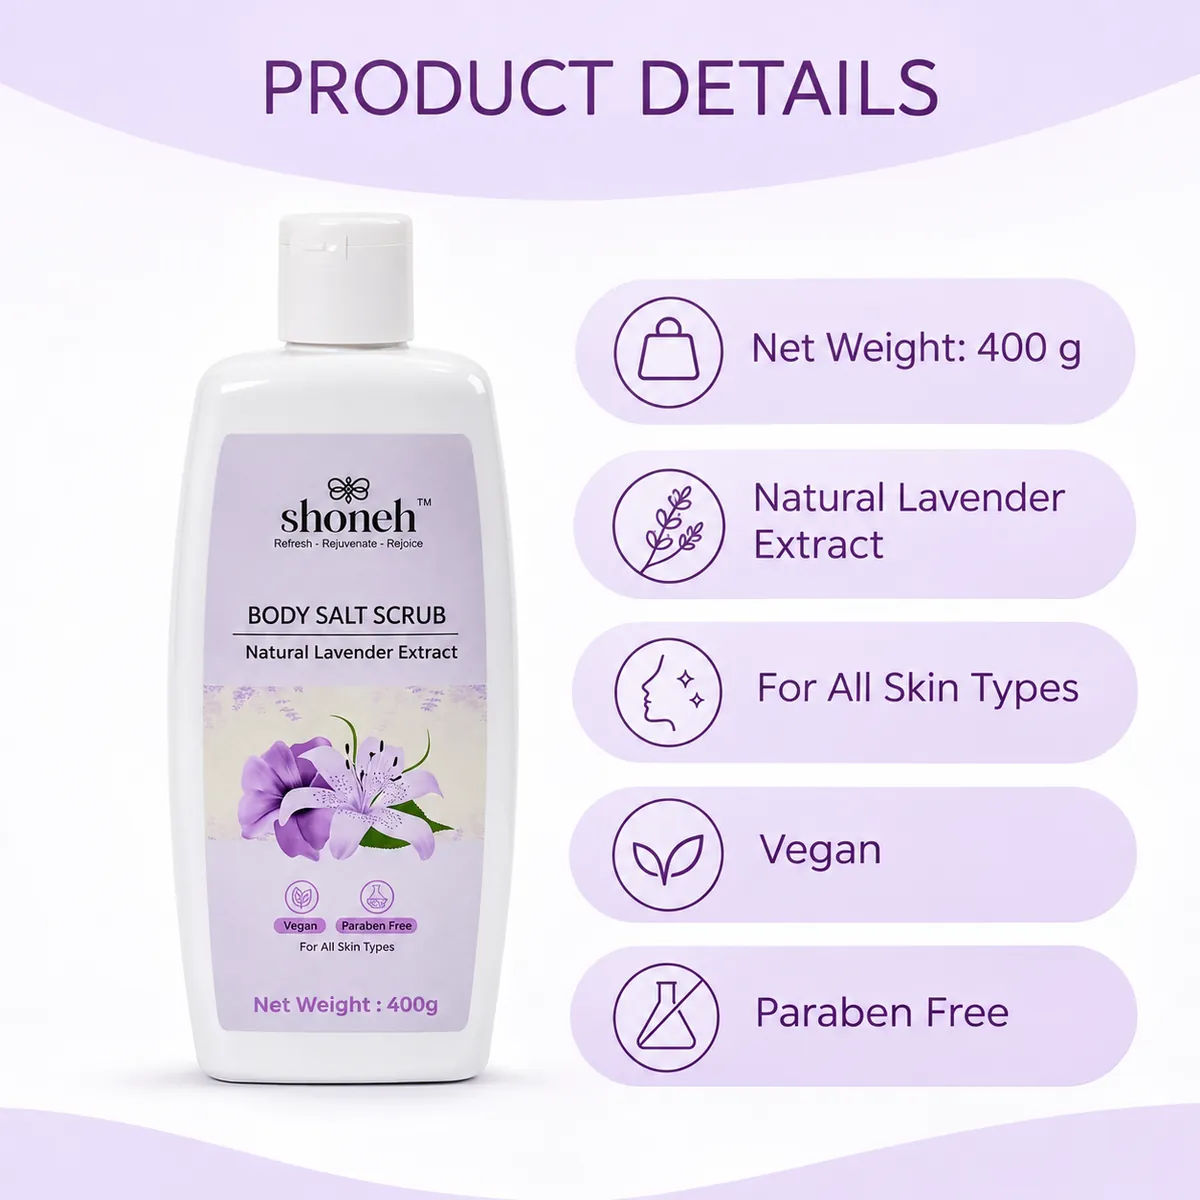 PRODUCT DETAILS
shoneh™
Refresh - Rejuvenate - Rejoice
BODY SALT SCRUB
Natural Lavender Extract
Vegan
Paraben Free
For All Skin Types
Net Weight : 400g
Net Weight: 400 g
Natural Lavender
Extract
For All Skin Types
Vegan
Paraben Free